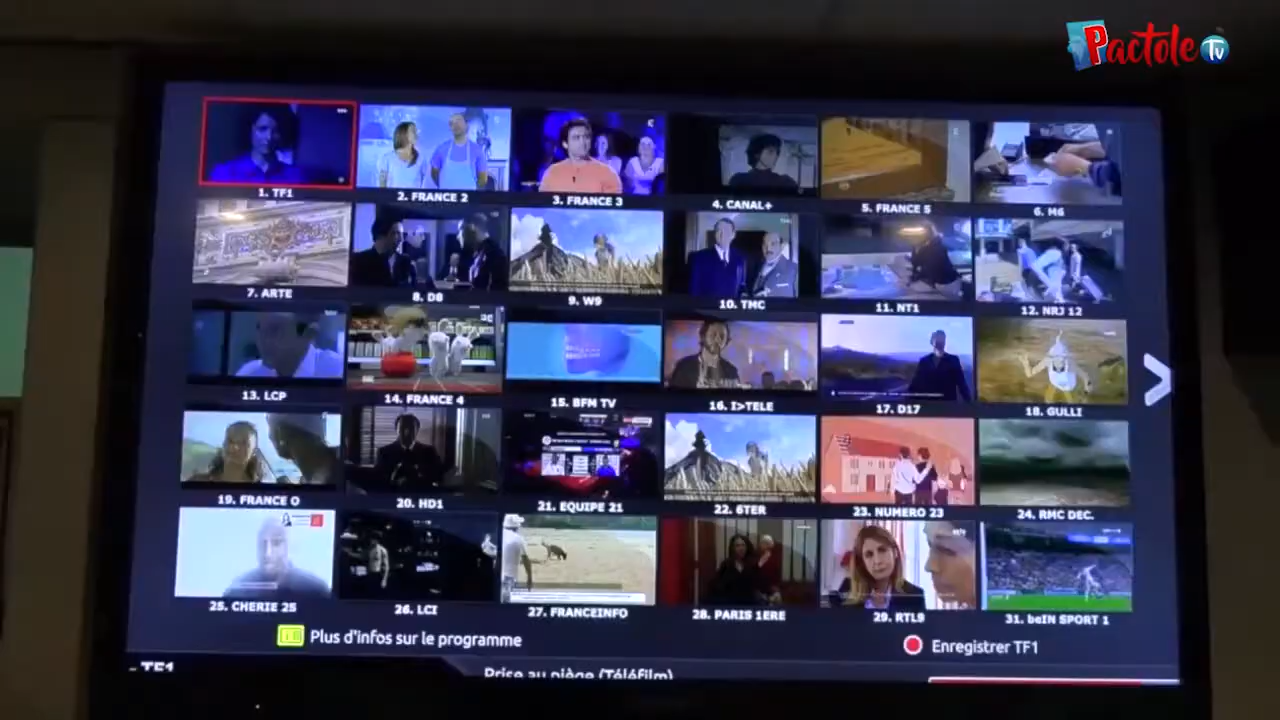 Pactole Tv
1. TF1
2. FRANCE 2
3. FRANCE 3
4. CANAL+
5. FRANCE 5
6. M6
7. ARTE
8. D8
9. W9
10. TMC
11. NT1
12. NRJ 12
13. LCP
14. FRANCE 4
15. BFM TV
16. I>TELE
17. D17
18. GULLI
19. FRANCE O
20. HD1
21. EQUIPE 21
22. 6TER
23. NUMERO 23
24. RMC DEC.
25. CHERIE 25
26. LCI
27. FRANCEINFO
28. PARIS 1ERE
29. RTL9
31. beIN SPORT 1
Plus d'infos sur le programme
Enregistrer TF1
TF1
Prise au piège (Téléfilm)